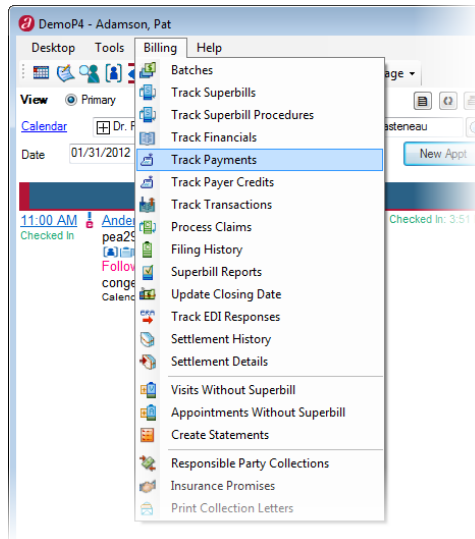 DemoP4 - Adamson, Pat
Desktop Tools Billing Help
age
View Primary
Calendar Dr. asteneau
Date 01/31/2012 New Appt
Batches
Track Superbills
Track Superbill Procedures
Track Financials
Track Payments
Track Payer Credits
Track Transactions
Process Claims
Filing History
Superbill Reports
Update Closing Date
Track EDI Responses
Settlement History
Settlement Details
Visits Without Superbill
Appointments Without Superbill
Create Statements
Responsible Party Collections
Insurance Promises
Print Collection Letters
11:00 AM Ander Checked In: 3:51
Checked In pea29
Follow
conge
Calenc